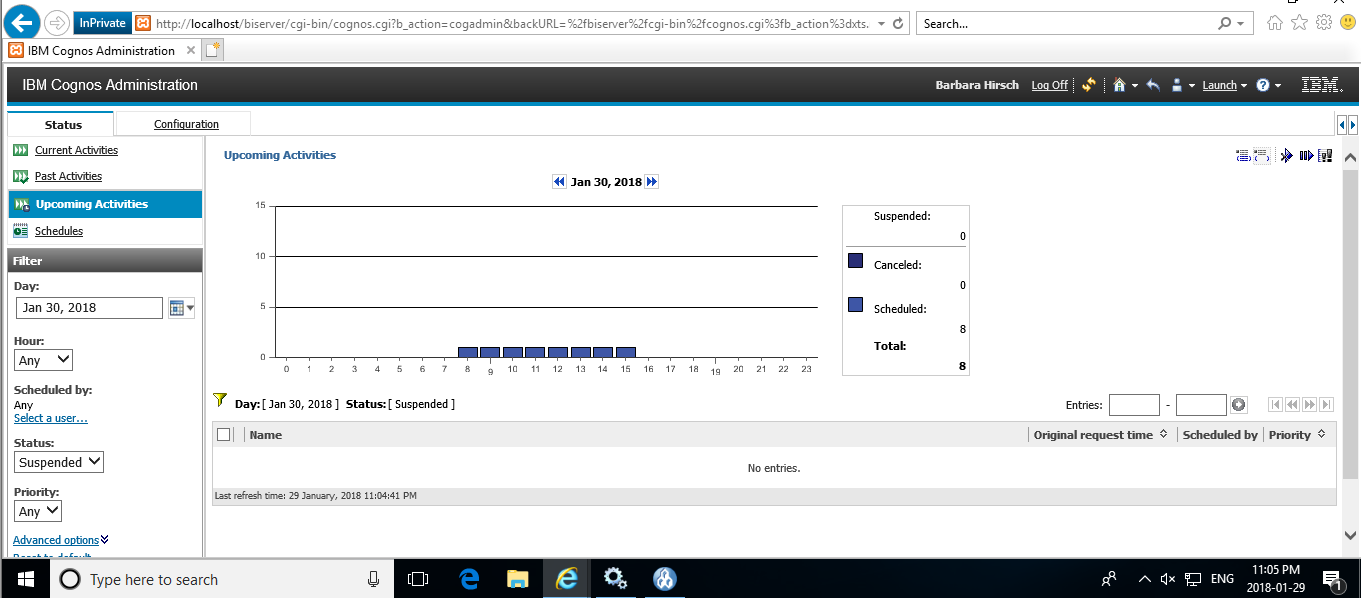 InPrivate http://localhost/biserver/cgi-bin/cognos.cgi?b_action=cogadmin&backURL=%2fbiserver%2fcgi-bin%2fcognos.cgi%3fb_action%3dxts. Search...
IBM Cognos Administration
IBM Cognos Administration Barbara Hirsch Log Off Launch IBM
Status Configuration
Current Activities
Past Activities
Upcoming Activities
Schedules
Filter
Day:
Jan 30, 2018
Hour:
Any
Scheduled by:
Any
Select a user...
Status:
Suspended
Priority:
Any
Advanced options
Reset to default
Upcoming Activities
Jan 30, 2018
15
10
5
0
0 1 2 3 4 5 6 7 8 9 10 11 12 13 14 15 16 17 18 19 20 21 22 23
Suspended:
0
Canceled:
0
Scheduled:
8
Total:
8
Day:[ Jan 30, 2018 ] Status:[ Suspended ] Entries: -
Name Original request time Scheduled by Priority
No entries.
Last refresh time: 29 January, 2018 11:04:41 PM
Type here to search ENG 11:05 PM
2018-01-29 1